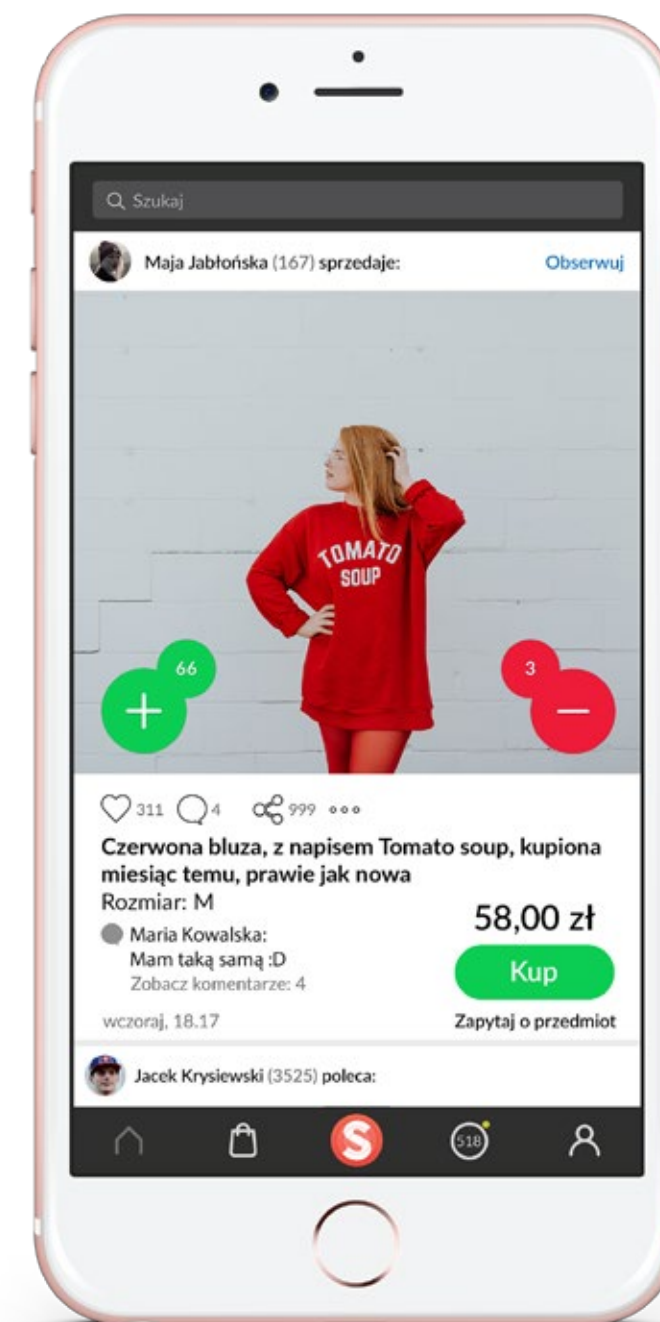 Szukaj
Maja Jabłońska (167) sprzedaje:
Obserwuj
TOMATO
SOUP
66
3
311
4
999
Czerwona bluza, z napisem Tomato soup, kupiona
miesiąc temu, prawie jak nowa
Rozmiar: M
Maria Kowalska:
Mam taką samą :D
Zobacz komentarze: 4
wczoraj, 18.17
58,00 zł
Kup
Zapytaj o przedmiot
Jacek Krysiewski (3525) poleca:
S
518